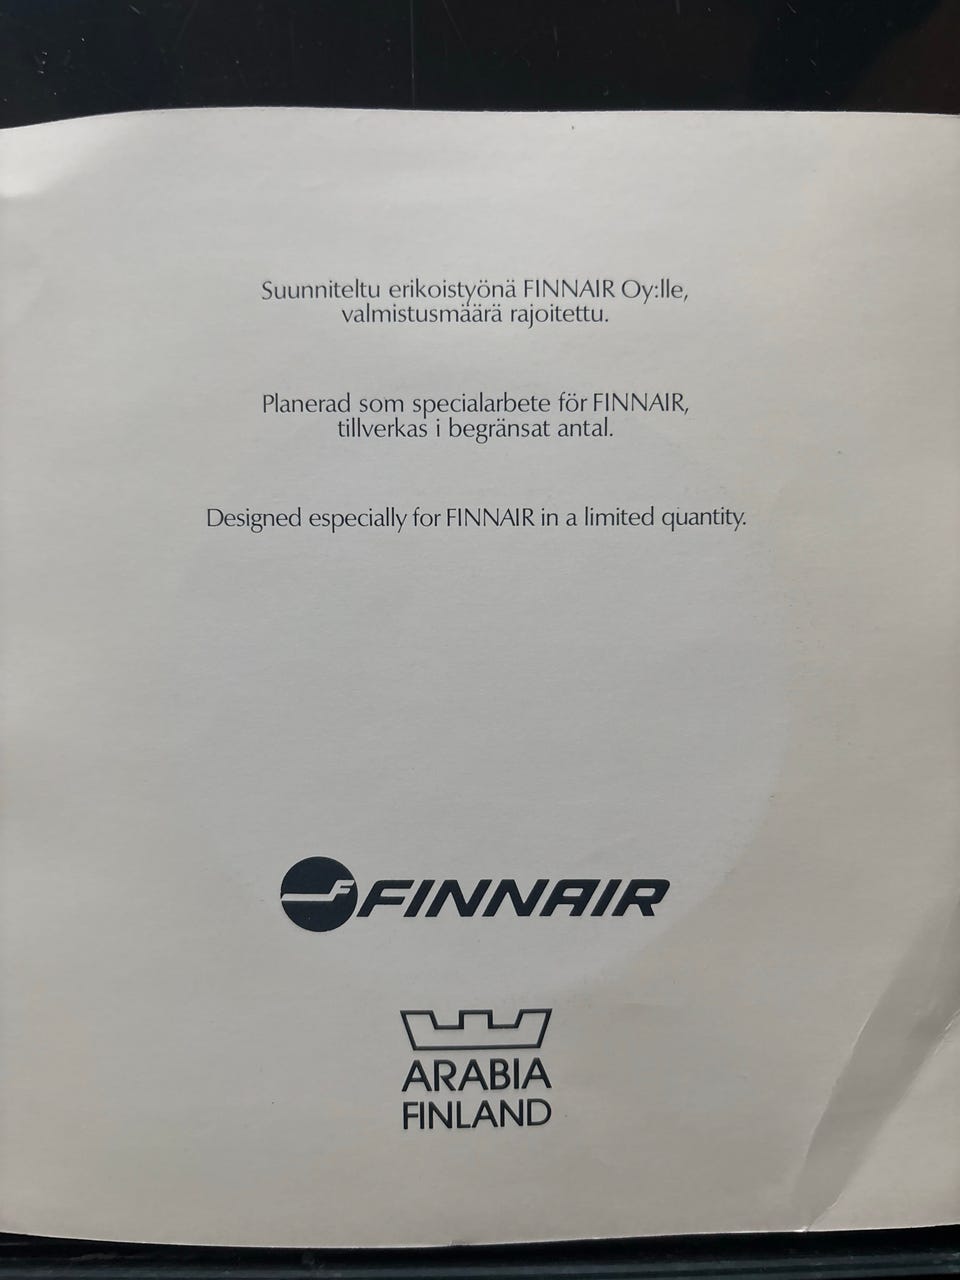 Suunniteltu erikoistyönä FINNAIR Oy:lle,
valmistusmäärä rajoitettu.
Planerad som specialarbete för FINNAIR,
tillverkas i begränsat antal.
Designed especially for FINNAIR in a limited quantity.
F FINNAIR
ARABIA
FINLAND